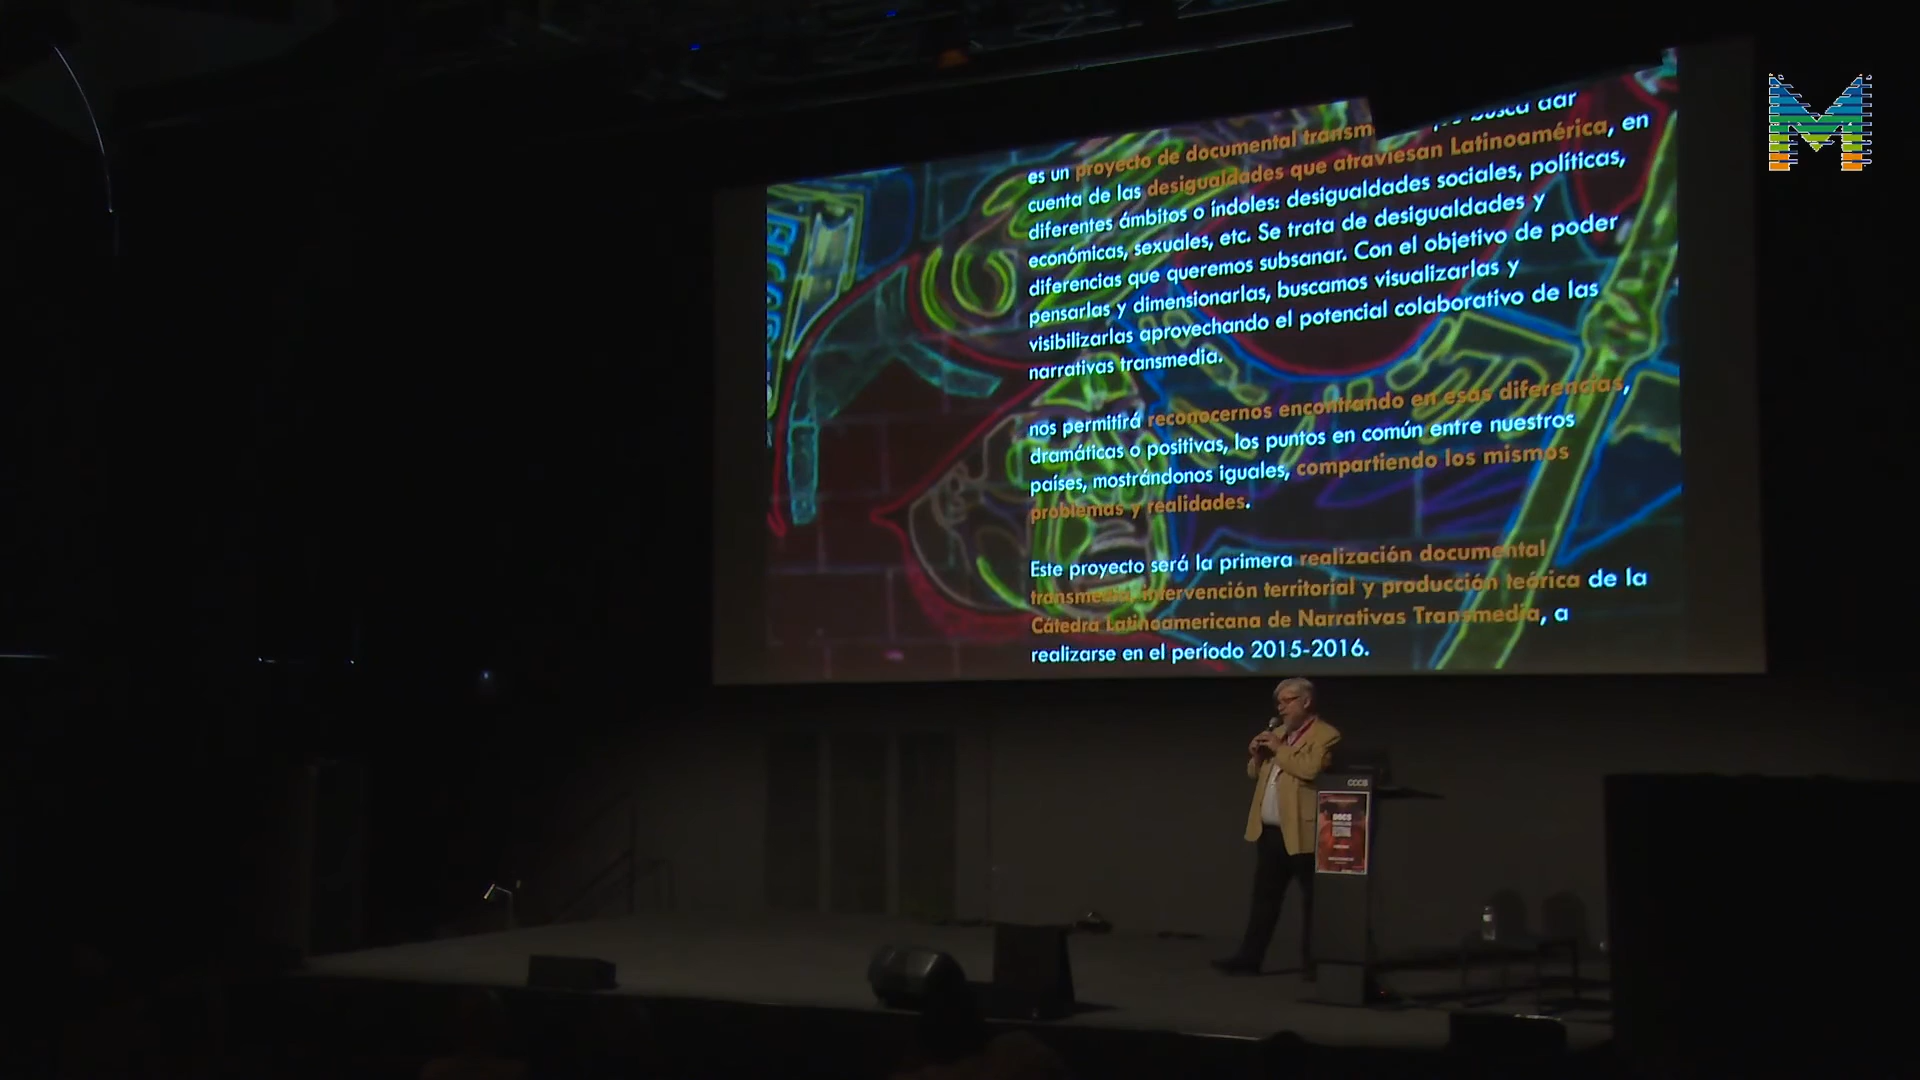 busca dar
es un proyecto de documental transm
cuenta de las desigualdades que atraviesan Latinoamérica, en
diferentes ámbitos o índoles: desigualdades sociales, políticas,
económicas, sexuales, etc. Se trata de desigualdades y
diferencias que queremos subsanar. Con el objetivo de poder
pensarlas y dimensionarlas, buscamos visualizarlas y
visibilizarlas aprovechando el potencial colaborativo de las
narrativas transmedia.
nos permitirá reconocernos encontrando en esas diferencias,
dramáticas o positivas, los puntos en común entre nuestros
países, mostrándonos iguales, compartiendo los mismos
problemas y realidades.
Este proyecto será la primera realización documental
transmedia, intervención territorial y producción teórica de la
Cátedra Latinoamericana de Narrativas Transmedia, a
realizarse en el período 2015-2016.
M
CCCB
DOCS